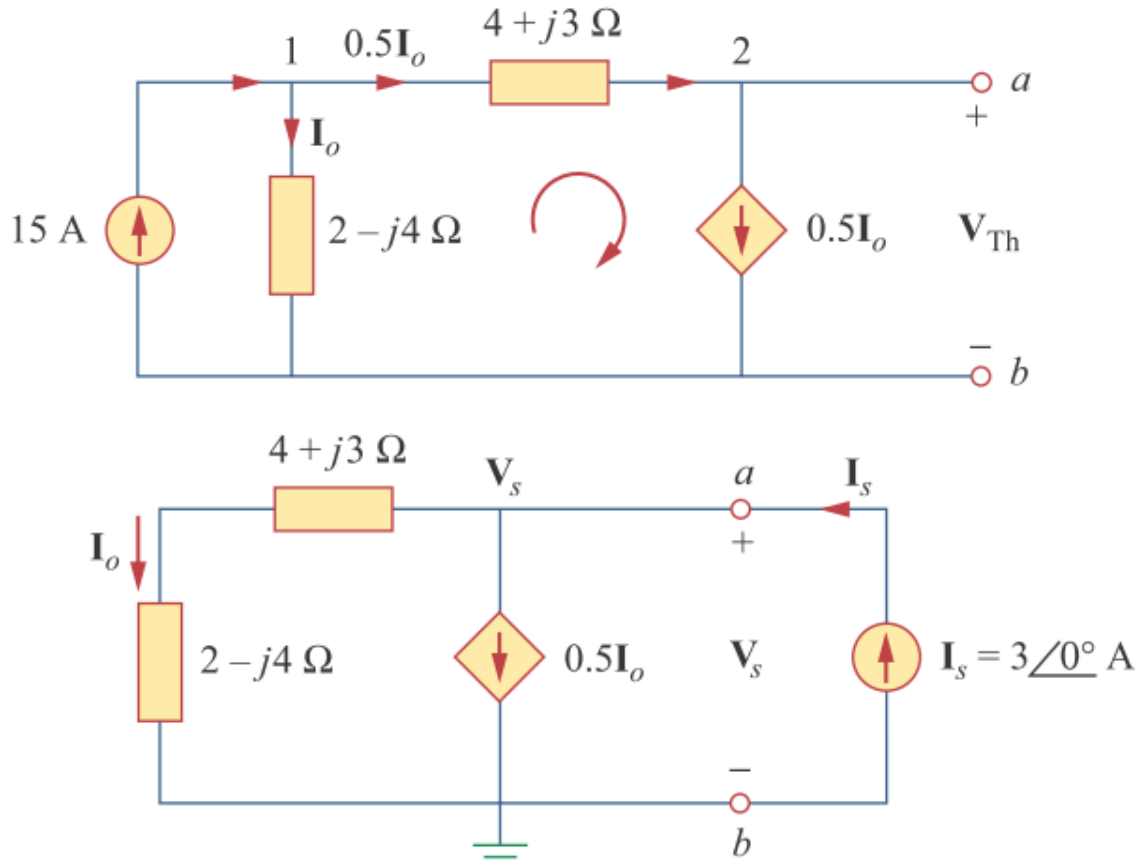 4 + j3 Ω
1 0.5Iₒ 2
a
+
Iₒ
15 A 2 – j4 Ω 0.5Iₒ V_Th
–
b
4 + j3 Ω
Vₛ a Iₛ
+
Iₒ
2 – j4 Ω 0.5Iₒ Vₛ Iₛ = 3∠0° A
–
b